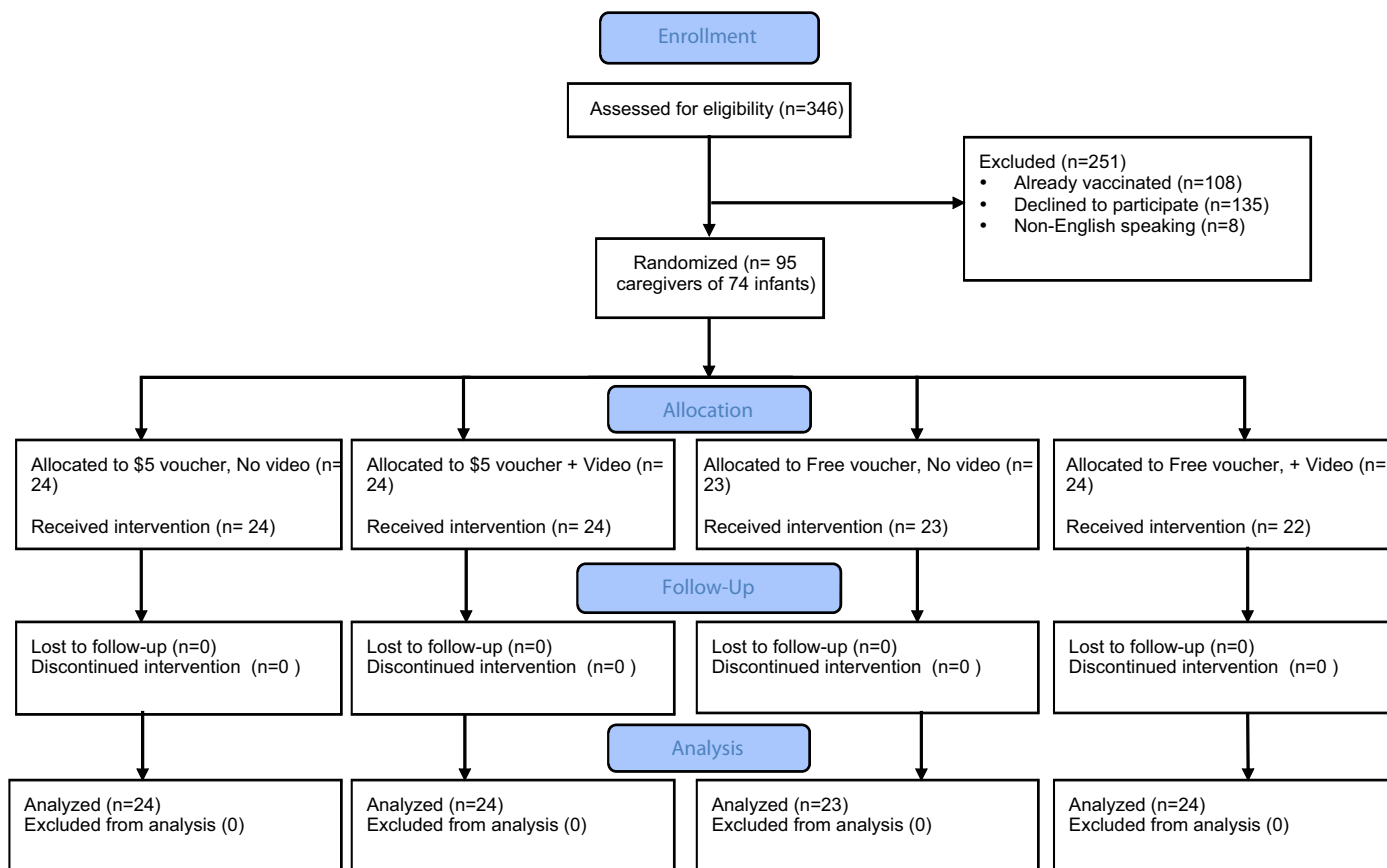 Enrollment
Assessed for eligibility (n=346)
Excluded (n=251)
• Already vaccinated (n=108)
• Declined to participate (n=135)
• Non-English speaking (n=8)
Randomized (n= 95
caregivers of 74 infants)
Allocation
Allocated to $5 voucher, No video (n=
24)
Received intervention (n= 24)
Allocated to $5 voucher + Video (n=
24)
Received intervention (n= 24)
Allocated to Free voucher, No video (n=
23)
Received intervention (n= 23)
Allocated to Free voucher, + Video (n=
24)
Received intervention (n= 22)
Follow-Up
Lost to follow-up (n=0)
Discontinued intervention (n=0 )
Lost to follow-up (n=0)
Discontinued intervention (n=0 )
Lost to follow-up (n=0)
Discontinued intervention (n=0 )
Lost to follow-up (n=0)
Discontinued intervention (n=0 )
Analysis
Analyzed (n=24)
Excluded from analysis (0)
Analyzed (n=24)
Excluded from analysis (0)
Analyzed (n=23)
Excluded from analysis (0)
Analyzed (n=24)
Excluded from analysis (0)